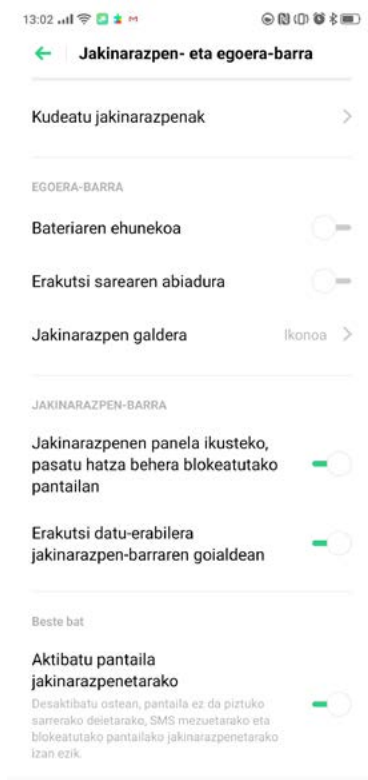 13:02
Jakinarazpen- eta egoera-barra
Kudeatu jakinarazpenak
EGOERA-BARRA
Bateriaren ehunekoa
Erakutsi sarearen abiadura
Jakinarazpen galdera Ikonoa
JAKINARAZPEN-BARRA
Jakinarazpenen panela ikusteko,
pasatu hatza behera blokeatutako
pantailan
Erakutsi datu-erabilera
jakinarazpen-barraren goialdean
Beste bat
Aktibatu pantaila
jakinarazpenetarako
Desaktibatu ostean, pantaila ez da piztuko
sarrerako deietarako, SMS mezuetarako eta
blokeatutako pantailako jakinarazpenetarako
izan ezik.